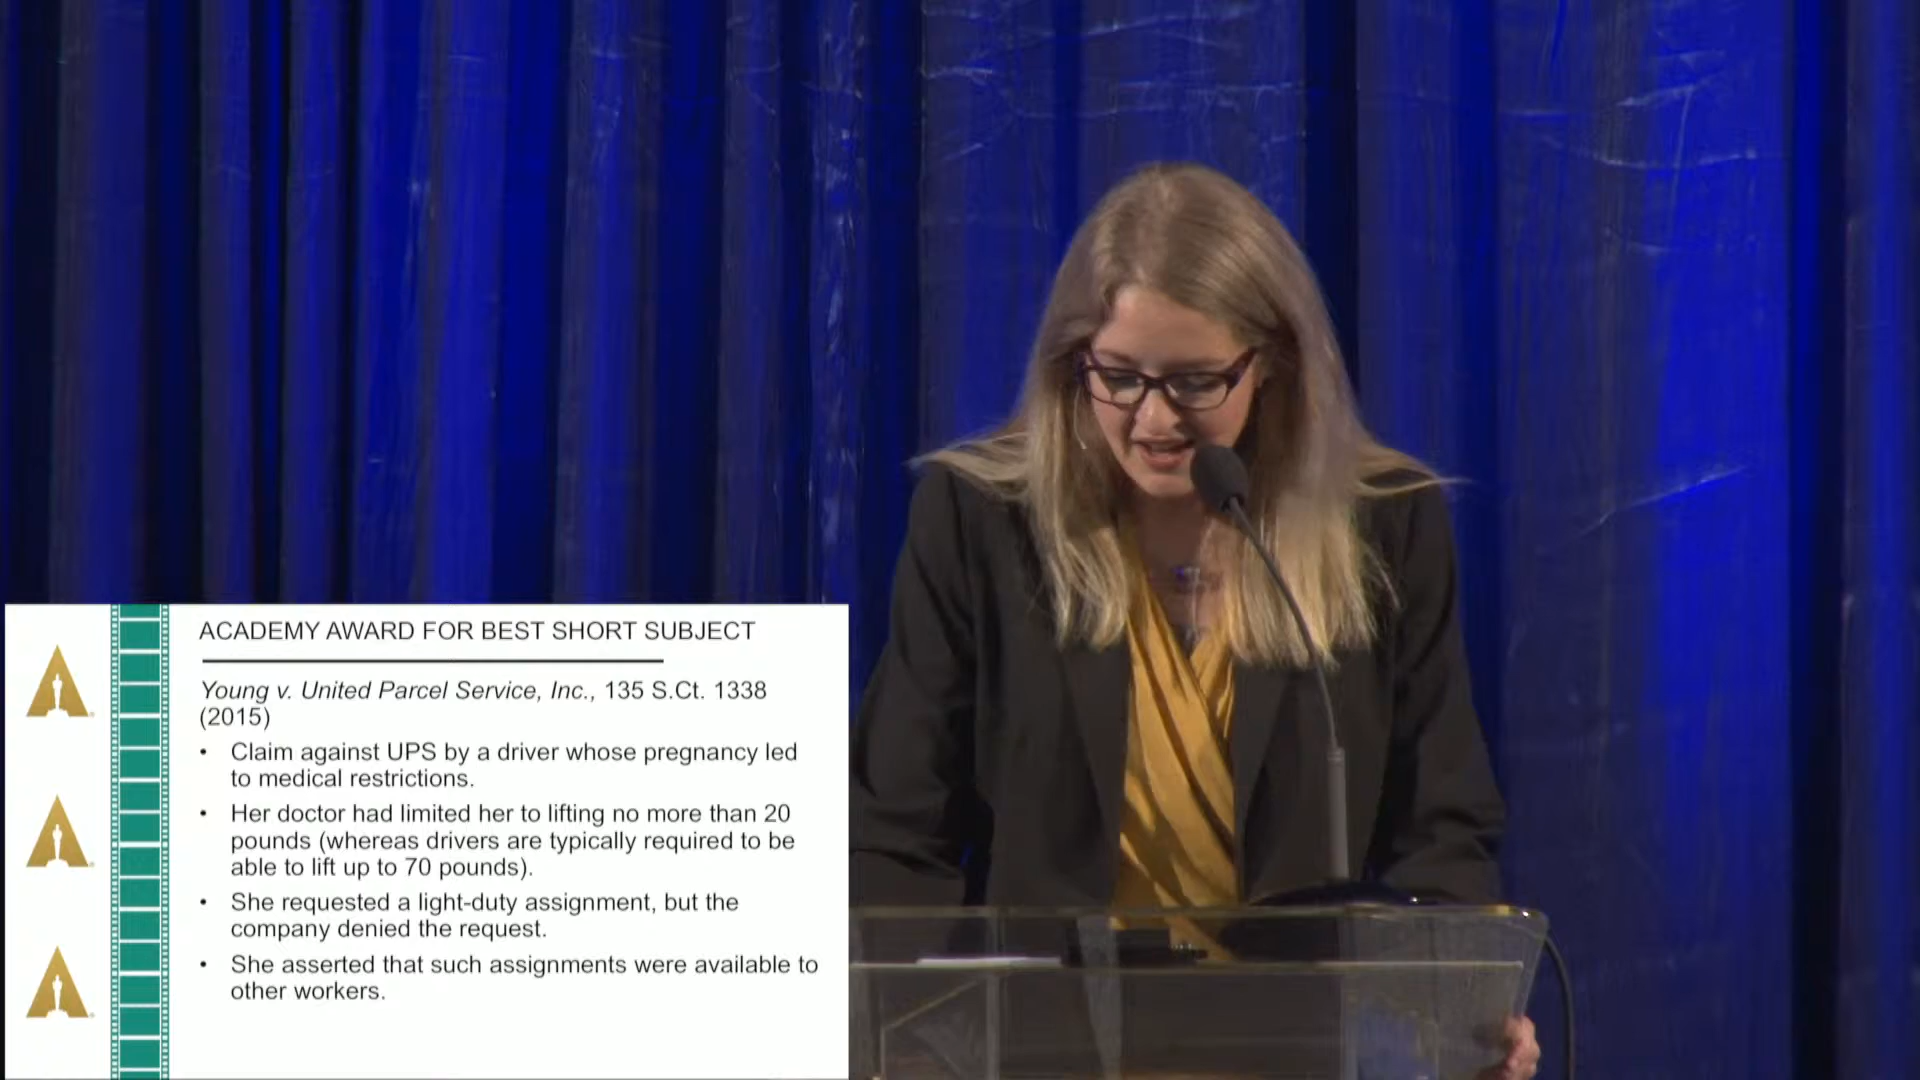 ACADEMY AWARD FOR BEST SHORT SUBJECT
Young v. United Parcel Service, Inc., 135 S.Ct. 1338
(2015)
• Claim against UPS by a driver whose pregnancy led
to medical restrictions.
• Her doctor had limited her to lifting no more than 20
pounds (whereas drivers are typically required to be
able to lift up to 70 pounds).
• She requested a light-duty assignment, but the
company denied the request.
• She asserted that such assignments were available to
other workers.